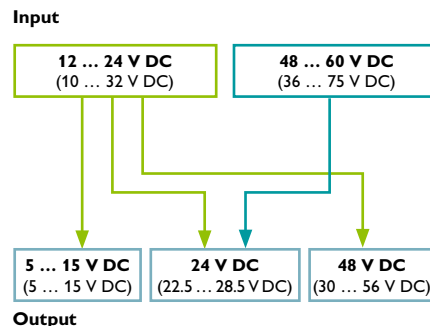 Input
12 … 24 V DC
(10 … 32 V DC)
48 … 60 V DC
(36 … 75 V DC)
5 … 15 V DC
(5 … 15 V DC)
24 V DC
(22.5 … 28.5 V DC)
48 V DC
(30 … 56 V DC)
Output